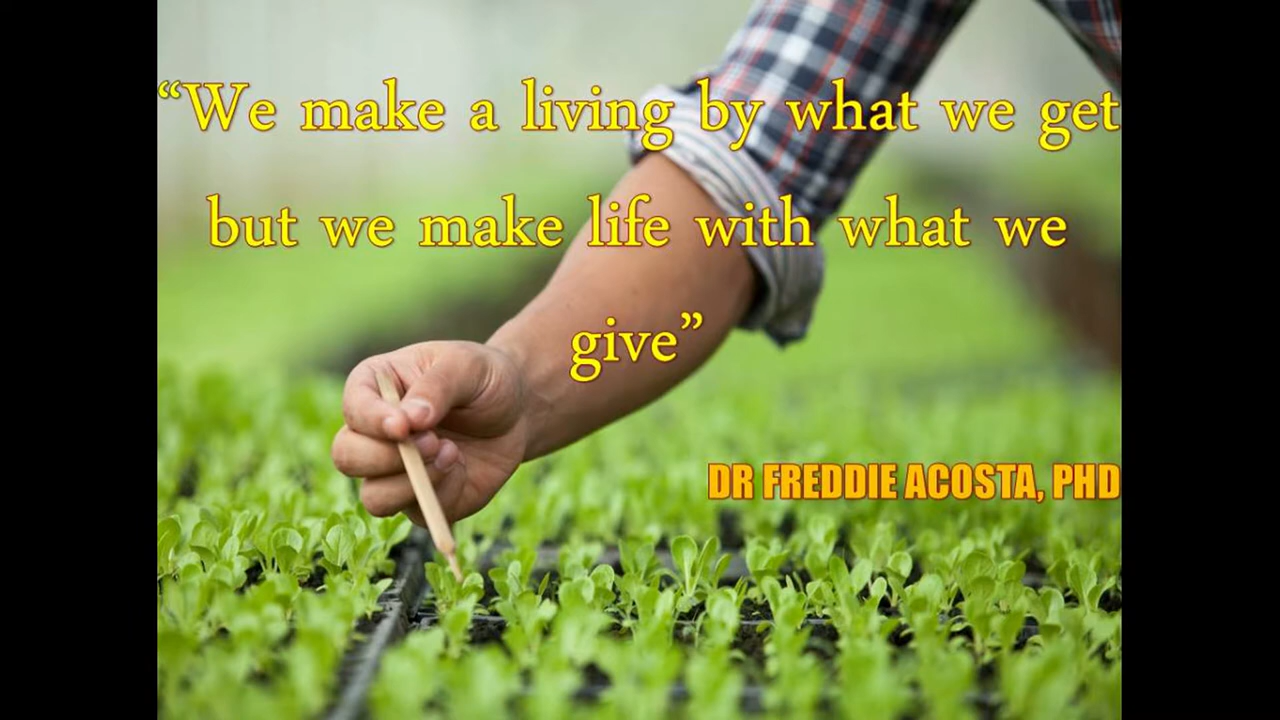 “We make a living by what we get
but we make life with what we
give”
DR FREDDIE ACOSTA, PHD